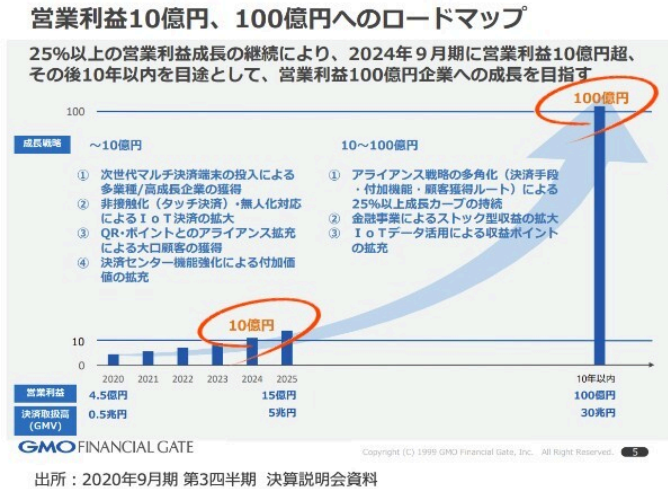 営業利益10億円、100億円へのロードマップ
25%以上の営業利益成長の継続により、2024年9月期に営業利益10億円超、
その後10年以内を目途として、営業利益100億円企業への成長を目指す
100億円
100
成長戦略
～10億円
10～100億円
① 次世代マルチ決済端末の投入による
多業種/高成長企業の獲得
② 非接触化（タッチ決済）・無人化対応
によるIoT決済の拡大
③ QR・ポイントとのアライアンス拡充
による大口顧客の獲得
④ 決済センター機能強化による付加価
値の拡充
① アライアンス戦略の多角化（決済手段
・付加機能・顧客獲得ルート）による
25%以上成長カーブの持続
② 金融事業によるストック型収益の拡大
③ IoTデータ活用による収益ポイント
の拡充
10億円
10
0
2020 2021 2022 2023 2024 2025 10年以内
営業利益 4.5億円 15億円 100億円
決済取扱高
(GMV) 0.5兆円 5兆円 30兆円
GMO FINANCIAL GATE
Copyright (C) 1999 GMO Financial Gate, Inc. All Right Reserved. 5
出所：2020年9月期 第3四半期 決算説明会資料